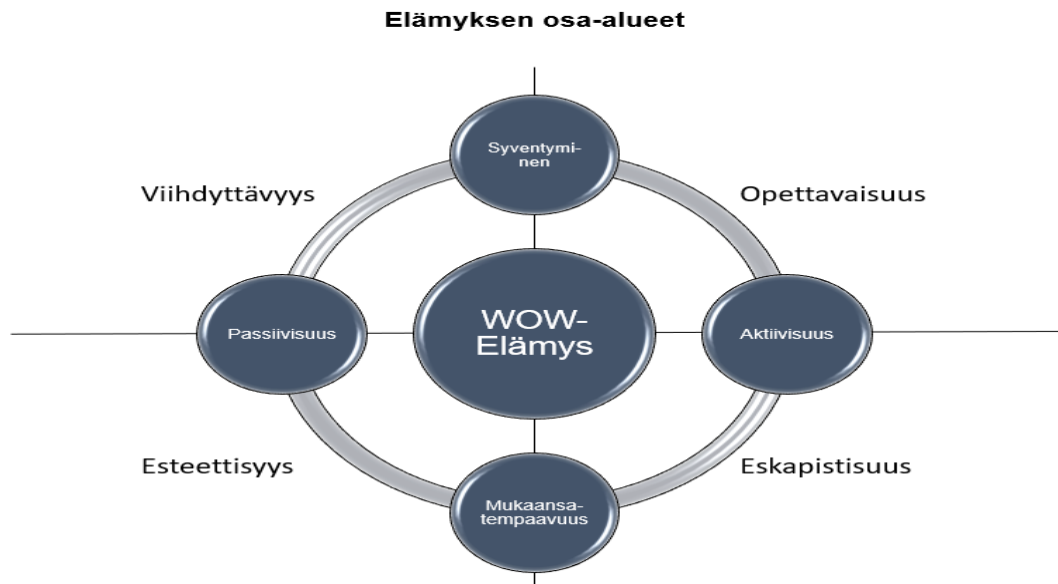 Elämyksen osa-alueet
Syventymi-
nen
Viihdyttävyys
Opettavaisuus
Passiivisuus
WOW-
Elämys
Aktiivisuus
Esteettisyys
Eskapistisuus
Mukaansa-
tempaavuus